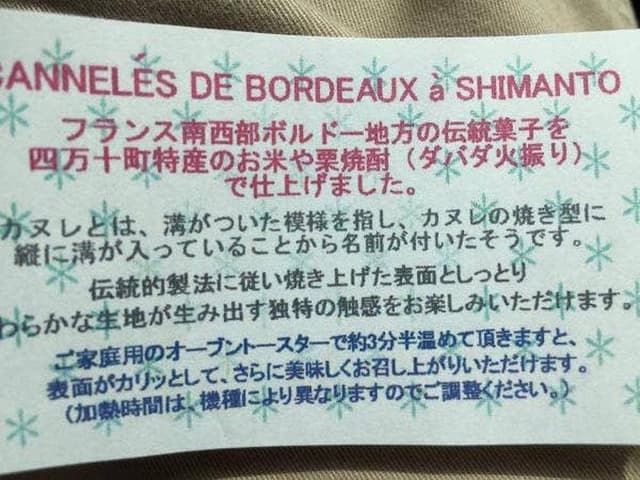 CANNELÉS DE BORDEAUX à SHIMANTO
フランス南西部ボルドー地方の伝統菓子を
四万十町特産のお米や栗焼酎（ダバダ火振り）
で仕上げました。
カヌレとは、溝がついた模様を指し、カヌレの焼き型に
縦に溝が入っていることから名前が付いたそうです。
伝統的製法に従い焼き上げた表面としっとり
わらかな生地が生み出す独特の触感をお楽しみいただけます。
ご家庭用のオーブントースターで約3分半温めて頂きますと、
表面がカリッとして、さらに美味しくお召し上がりいただけます。
（加熱時間は、機種により異なりますのでご調整ください。）